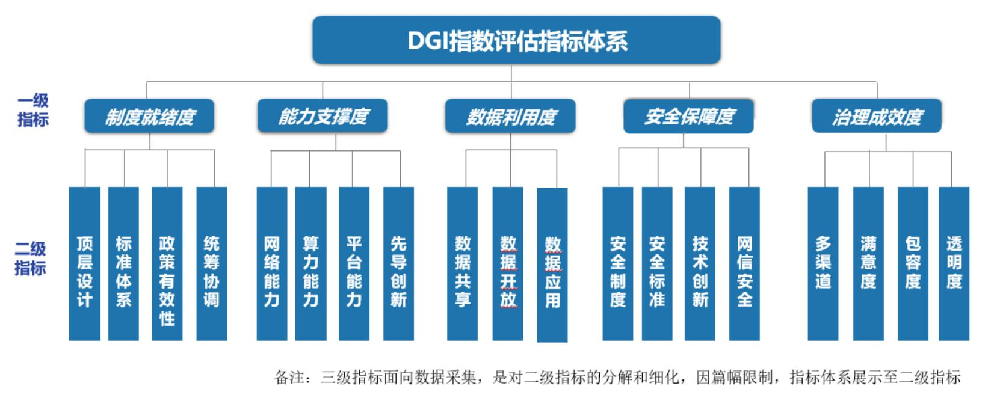 DGI指数评估指标体系
一级
指标
制度就绪度
能力支撑度
数据利用度
安全保障度
治理成效度
二级
指标
顶层设计
标准体系
政策有效性
统筹协调
网络能力
算力能力
平台能力
先导创新
数据共享
数据开放
数据应用
安全制度
安全标准
技术创新
网信安全
多渠道
满意度
包容度
透明度
备注：三级指标面向数据采集，是对二级指标的分解和细化，因篇幅限制，指标体系展示至二级指标